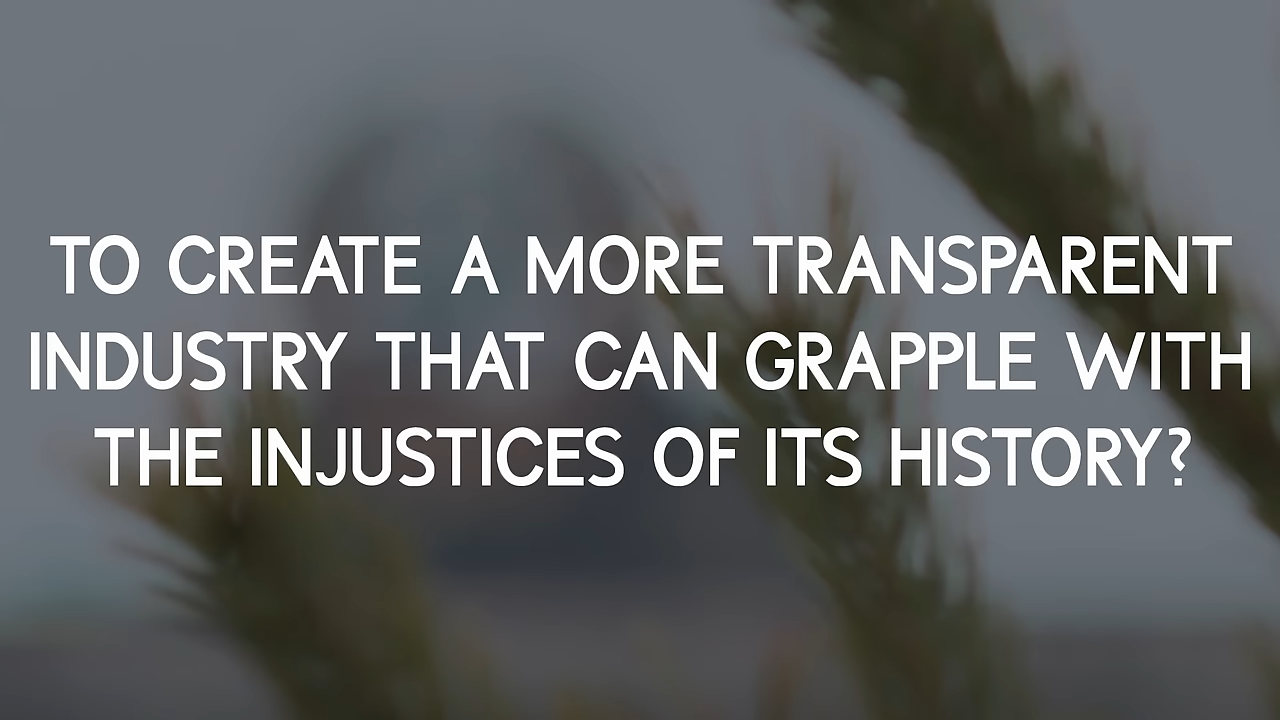 TO CREATE A MORE TRANSPARENT
INDUSTRY THAT CAN GRAPPLE WITH
THE INJUSTICES OF ITS HISTORY?